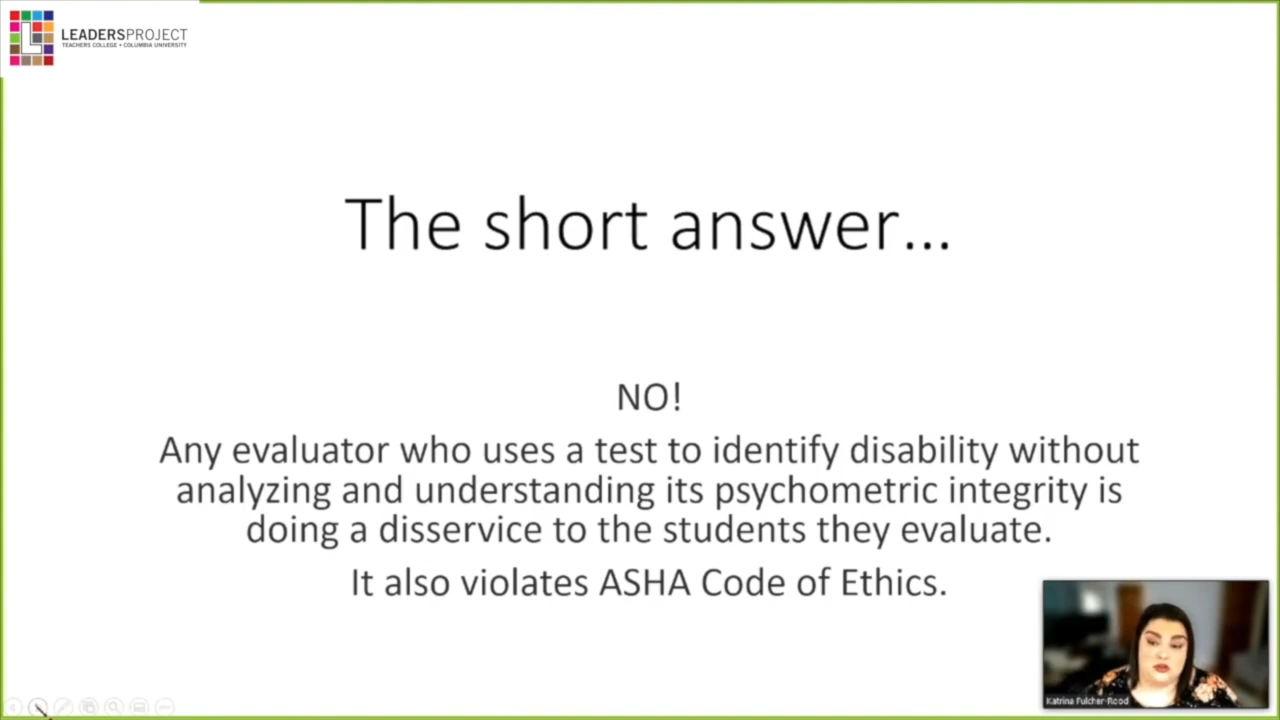 LEADERSPROJECT
TEACHERS COLLEGE • COLUMBIA UNIVERSITY
The short answer...
NO!
Any evaluator who uses a test to identify disability without
analyzing and understanding its psychometric integrity is
doing a disservice to the students they evaluate.
It also violates ASHA Code of Ethics.
Katrina Fulcher-Rood